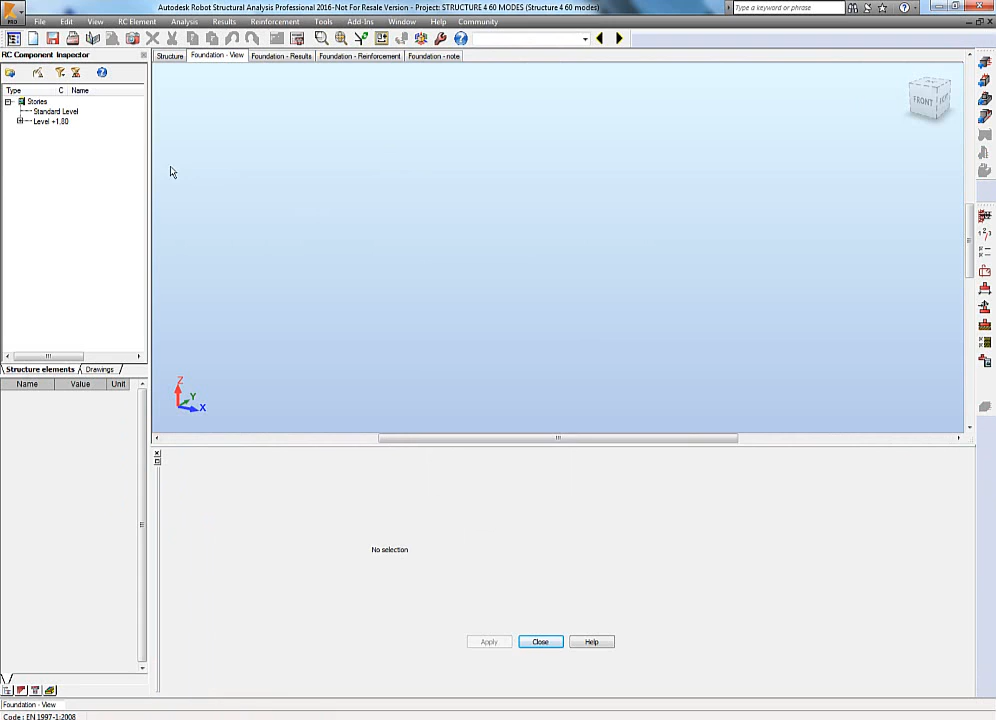 Autodesk Robot Structural Analysis Professional 2016-Not For Resale Version - Project: STRUCTURE 4 60 MODES (Structure 4 60 modes)
Type a keyword or phrase
File Edit View RC Element Analysis Results Reinforcement Tools Add-Ins Window Help Community
RC Component Inspector
Structure Foundation - View Foundation - Results Foundation - Reinforcement Foundation - note
Type C Name
Stories
Standard Level
Level +1.80
FRONT
Z
Y
X
Structure elements Drawings
Name Value Unit
No selection
Apply Close Help
Foundation - View
Code : EN 1997-1:2008